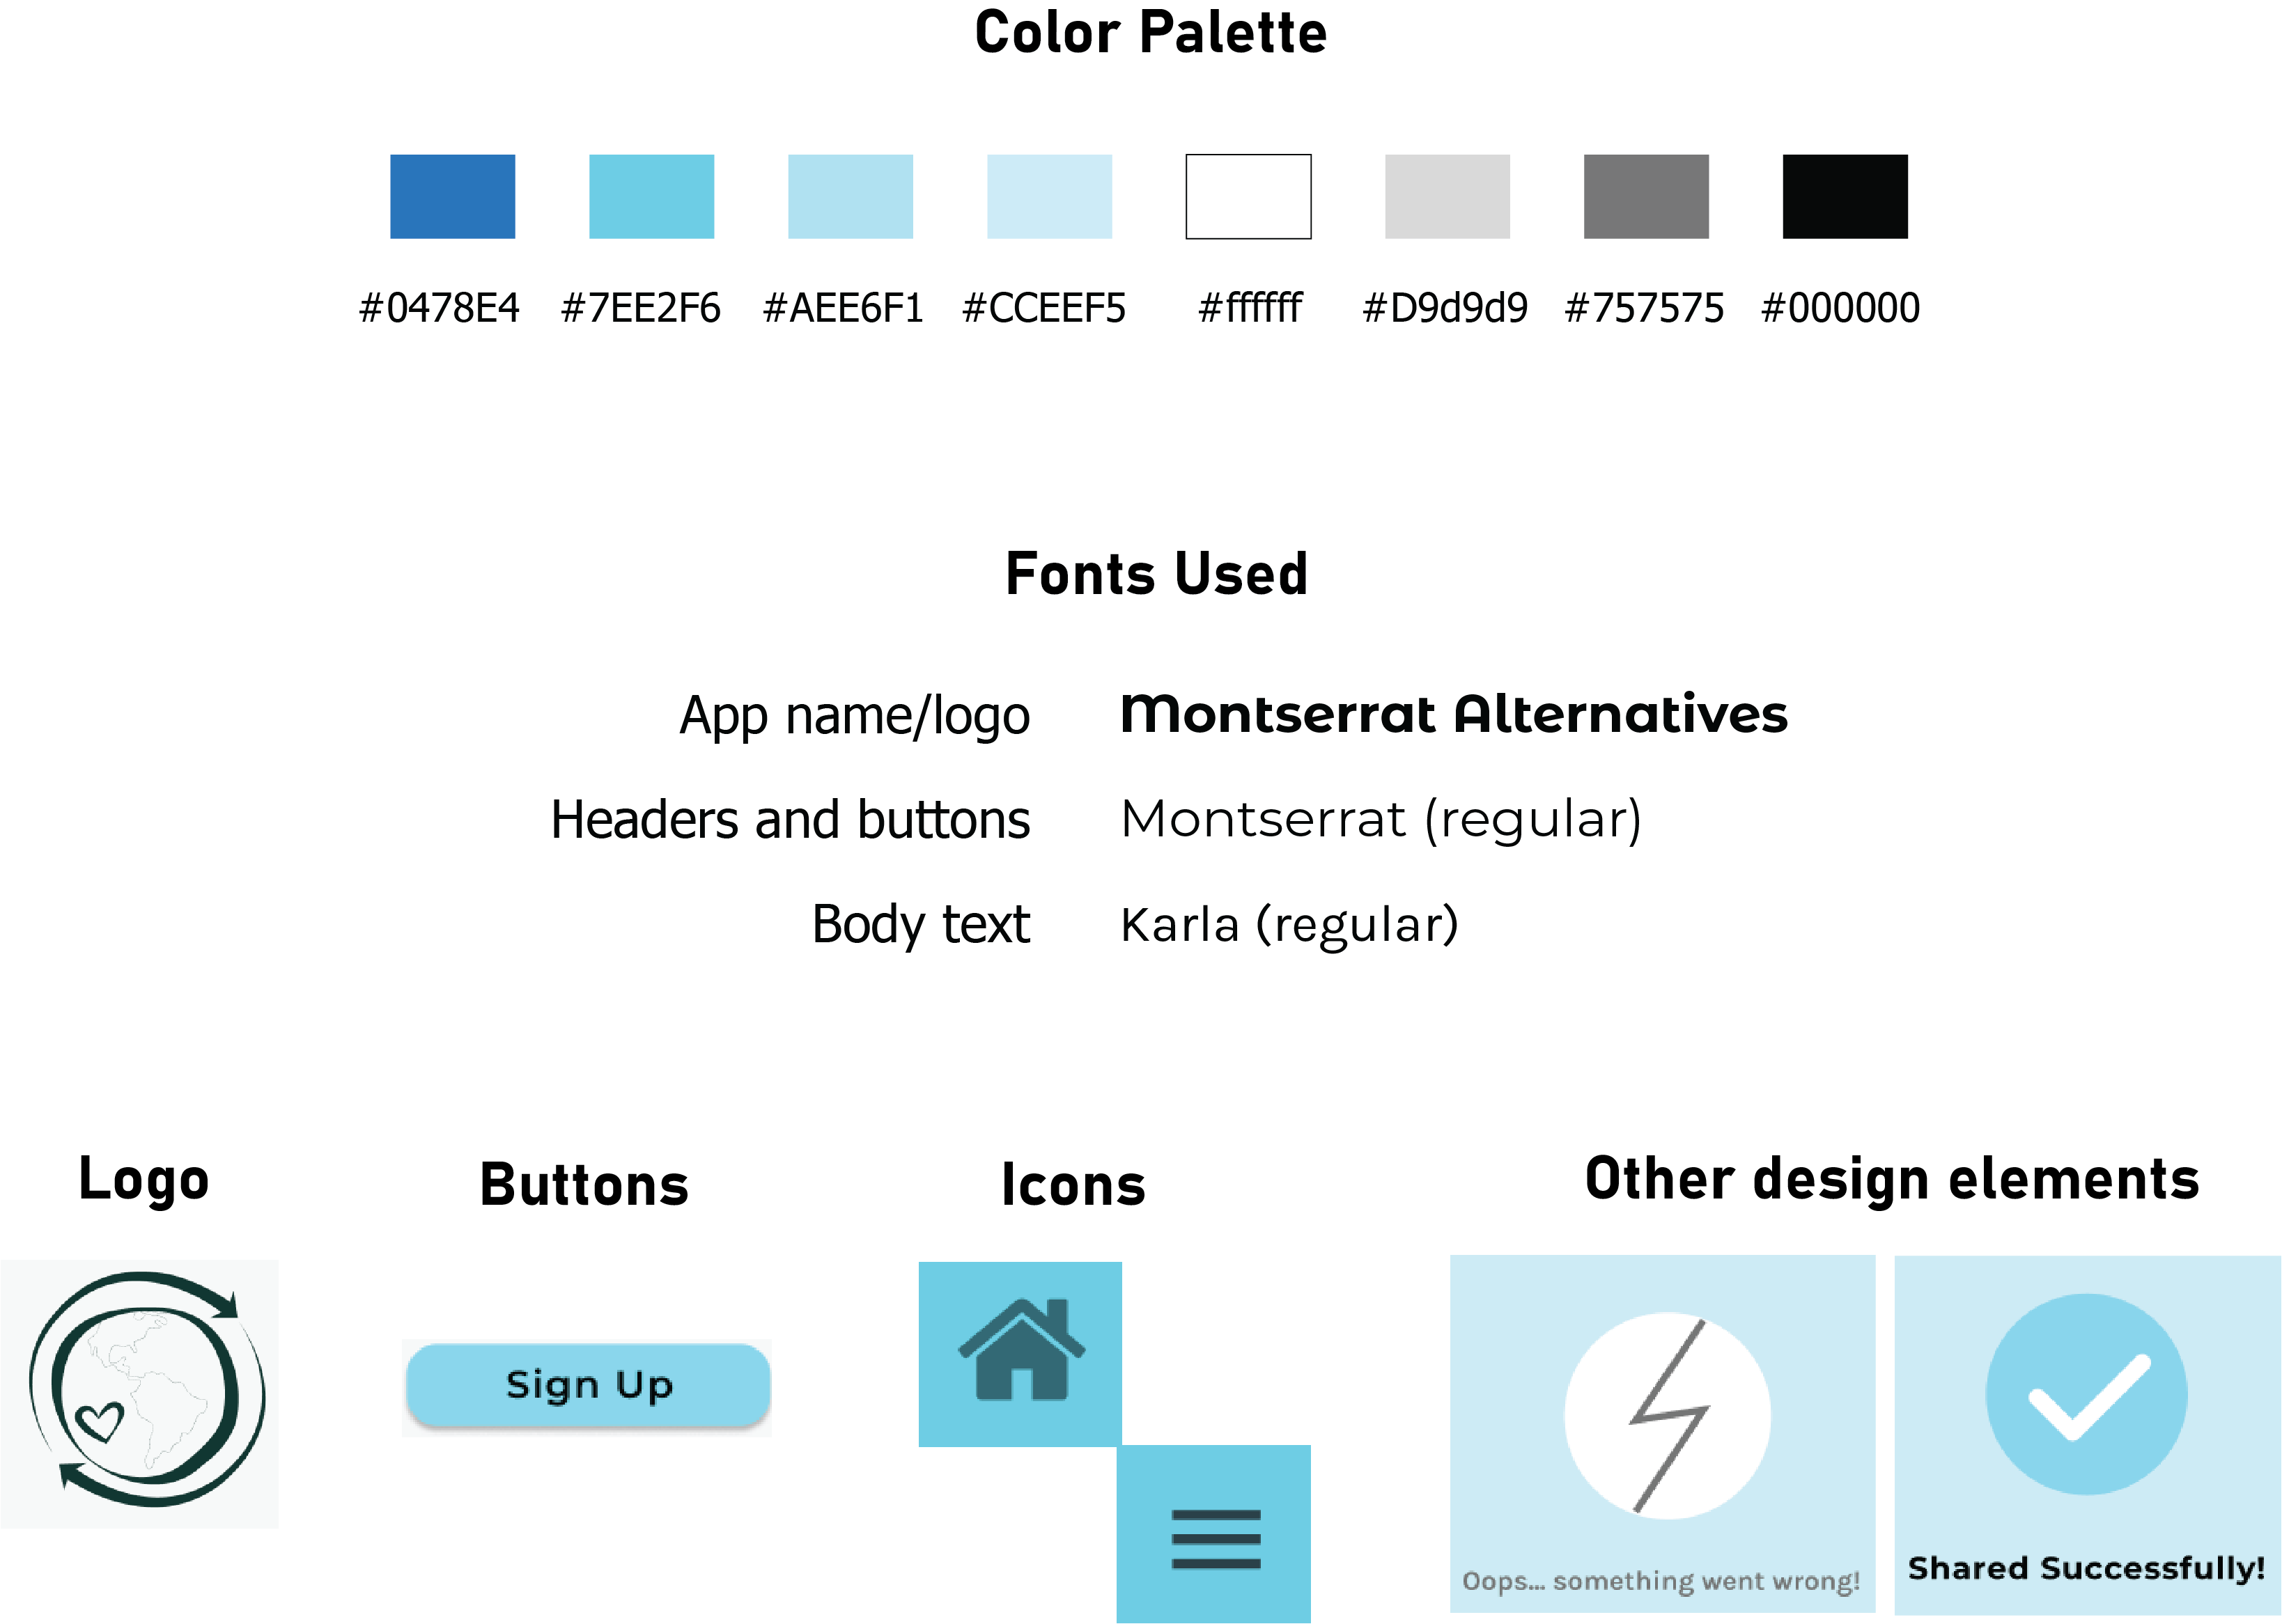 Color Palette
#0478E4 #7EE2F6 #AEE6F1 #CCEEF5 #ffffff #D9d9d9 #757575 #000000
Fonts Used
App name/logo Montserrat Alternatives
Headers and buttons Montserrat (regular)
Body text Karla (regular)
Logo Buttons Icons Other design elements
Sign Up
Oops... something went wrong!
Shared Successfully!